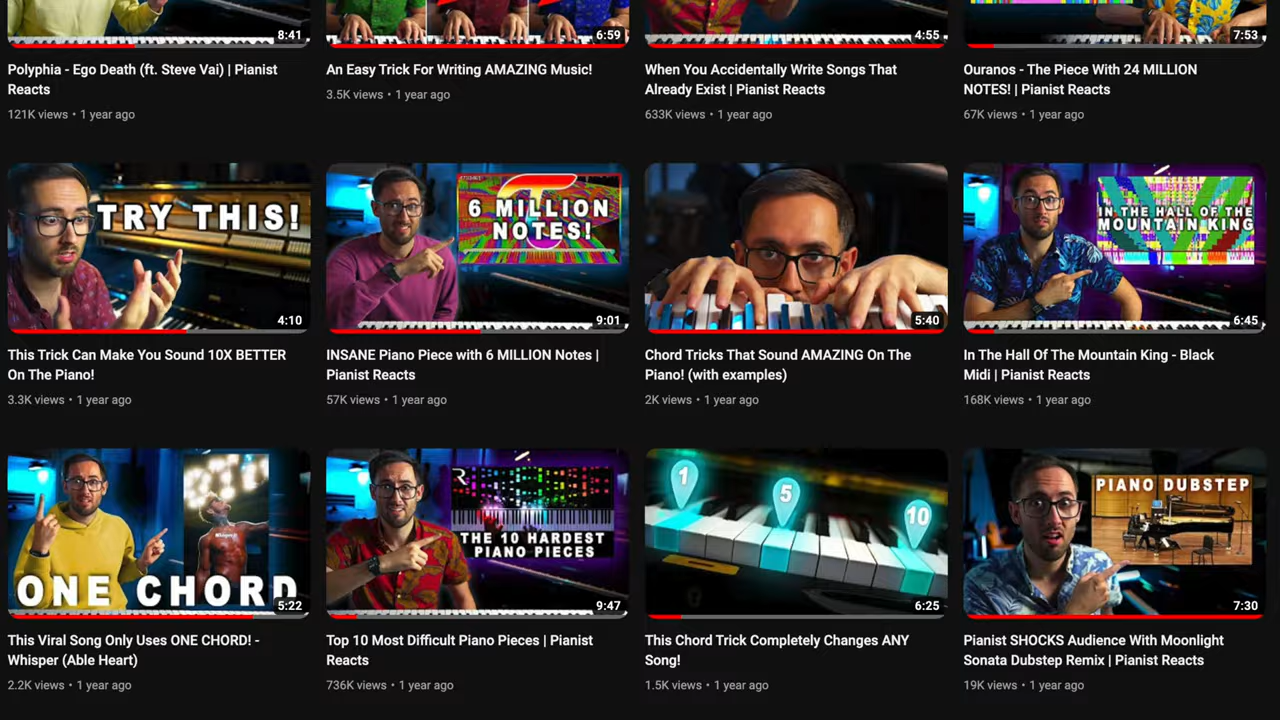 8:41
6:59
4:55
7:53
Polyphia - Ego Death (ft. Steve Vai) | Pianist
Reacts
121K views • 1 year ago
An Easy Trick For Writing AMAZING Music!
3.5K views • 1 year ago
When You Accidentally Write Songs That
Already Exist | Pianist Reacts
633K views • 1 year ago
Ouranos - The Piece With 24 MILLION
NOTES! | Pianist Reacts
67K views • 1 year ago
TRY THIS!
4:10
6 MILLION
NOTES!
9:01
5:40
IN THE HALL OF THE
MOUNTAIN KING
6:45
This Trick Can Make You Sound 10X BETTER
On The Piano!
3.3K views • 1 year ago
INSANE Piano Piece with 6 MILLION Notes |
Pianist Reacts
57K views • 1 year ago
Chord Tricks That Sound AMAZING On The
Piano! (with examples)
2K views • 1 year ago
In The Hall Of The Mountain King - Black
Midi | Pianist Reacts
168K views • 1 year ago
Whisper
ONE CHORD
5:22
R
THE 10 HARDEST
PIANO PIECES
9:47
1
5
10
6:25
PIANO DUBSTEP
7:30
This Viral Song Only Uses ONE CHORD! -
Whisper (Able Heart)
2.2K views • 1 year ago
Top 10 Most Difficult Piano Pieces | Pianist
Reacts
736K views • 1 year ago
This Chord Trick Completely Changes ANY
Song!
1.5K views • 1 year ago
Pianist SHOCKS Audience With Moonlight
Sonata Dubstep Remix | Pianist Reacts
19K views • 1 year ago